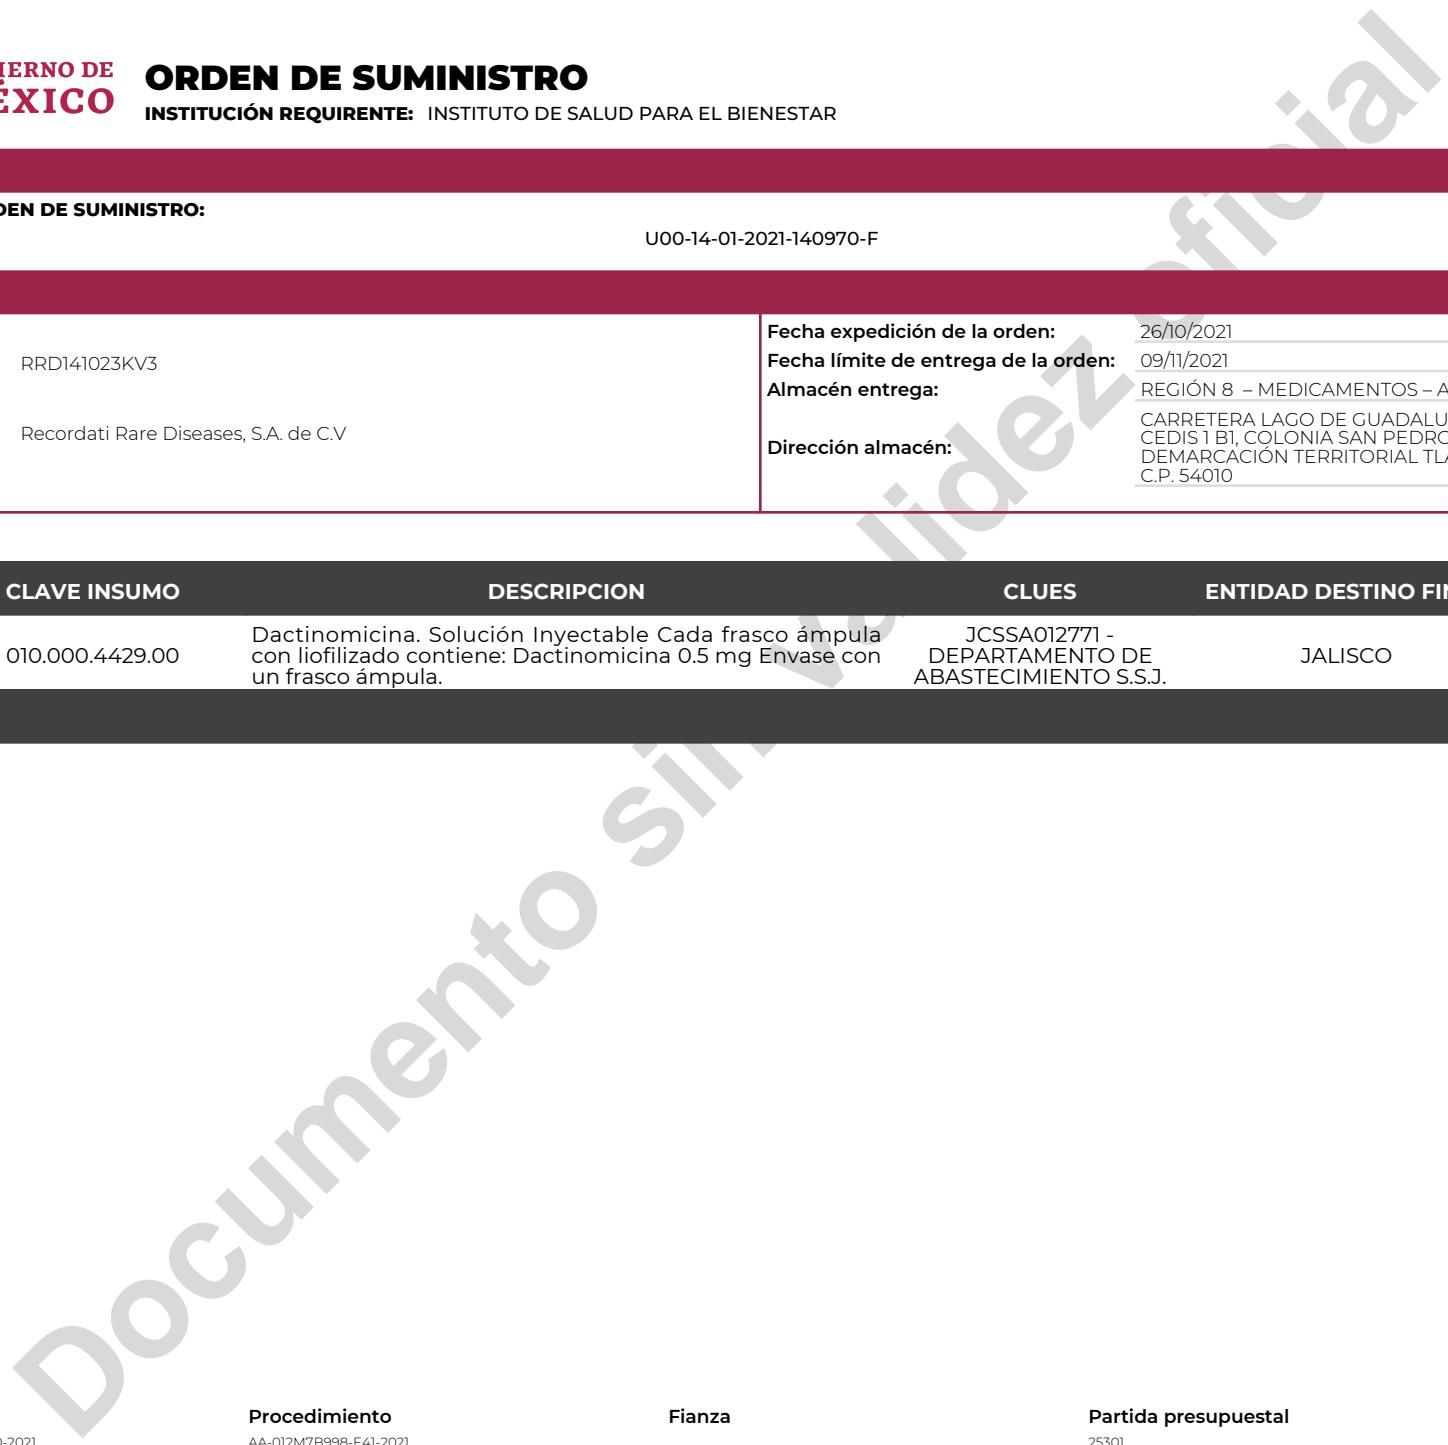 IERNO DE
ÉXICO
ORDEN DE SUMINISTRO
INSTITUCIÓN REQUIRENTE: INSTITUTO DE SALUD PARA EL BIENESTAR
DEN DE SUMINISTRO:
U00-14-01-2021-140970-F
RRD141023KV3
Recordati Rare Diseases, S.A. de C.V
Fecha expedición de la orden: 26/10/2021
Fecha límite de entrega de la orden: 09/11/2021
Almacén entrega: REGIÓN 8 – MEDICAMENTOS – A
Dirección almacén:
CARRETERA LAGO DE GUADALU
CEDIS 1 B1, COLONIA SAN PEDRO
DEMARCACIÓN TERRITORIAL TLA
C.P. 54010
CLAVE INSUMO DESCRIPCION CLUES ENTIDAD DESTINO FIN
010.000.4429.00
Dactinomicina. Solución Inyectable Cada frasco ámpula
con liofilizado contiene: Dactinomicina 0.5 mg Envase con
un frasco ámpula.
JCSSA012771 -
DEPARTAMENTO DE
ABASTECIMIENTO S.S.J.
JALISCO
Documento sin validez oficial
Procedimiento Fianza Partida presupuestal
-2021 AA-012M7B998-E41-2021 25301